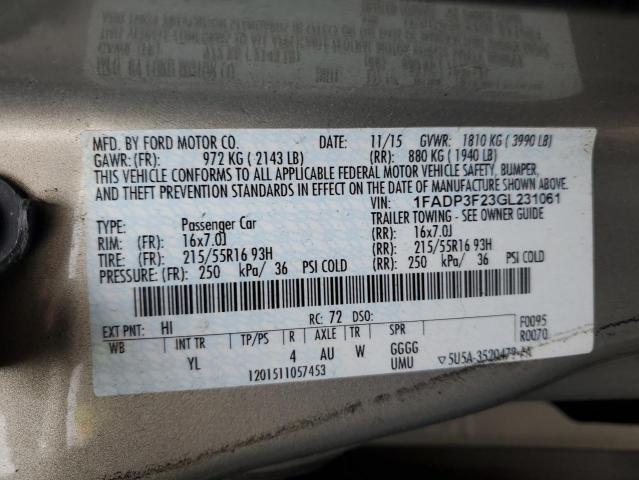 MFD. BY FORD MOTOR CO. DATE: 11/15 GVWR: 1810 KG ( 3990 LB)
GAWR: (FR): 972 KG ( 2143 LB) (RR): 880 KG ( 1940 LB)
THIS VEHICLE CONFORMS TO ALL APPLICABLE FEDERAL MOTOR VEHICLE SAFETY, BUMPER,
AND THEFT PREVENTION STANDARDS IN EFFECT ON THE DATE OF MANUFACTURE SHOWN ABOVE.
VIN: 1FADP3F23GL231061
TYPE: Passenger Car TRAILER TOWING - SEE OWNER GUIDE
RIM: (FR): 16x7.0J (RR): 16x7.0J
TIRE: (FR): 215/55R16 93H (RR): 215/55R16 93H
PRESSURE: (FR): 250 kPa/ 36 PSI COLD (RR): 250 kPa/ 36 PSI COLD
EXT PNT: HI RC: 72 DSO: F0095
WB INT TR TP/PS R AXLE TR SPR R0070
YL 4 AU W GGGG
UMU
1201511057453 ▽5U5A-3520472-AA